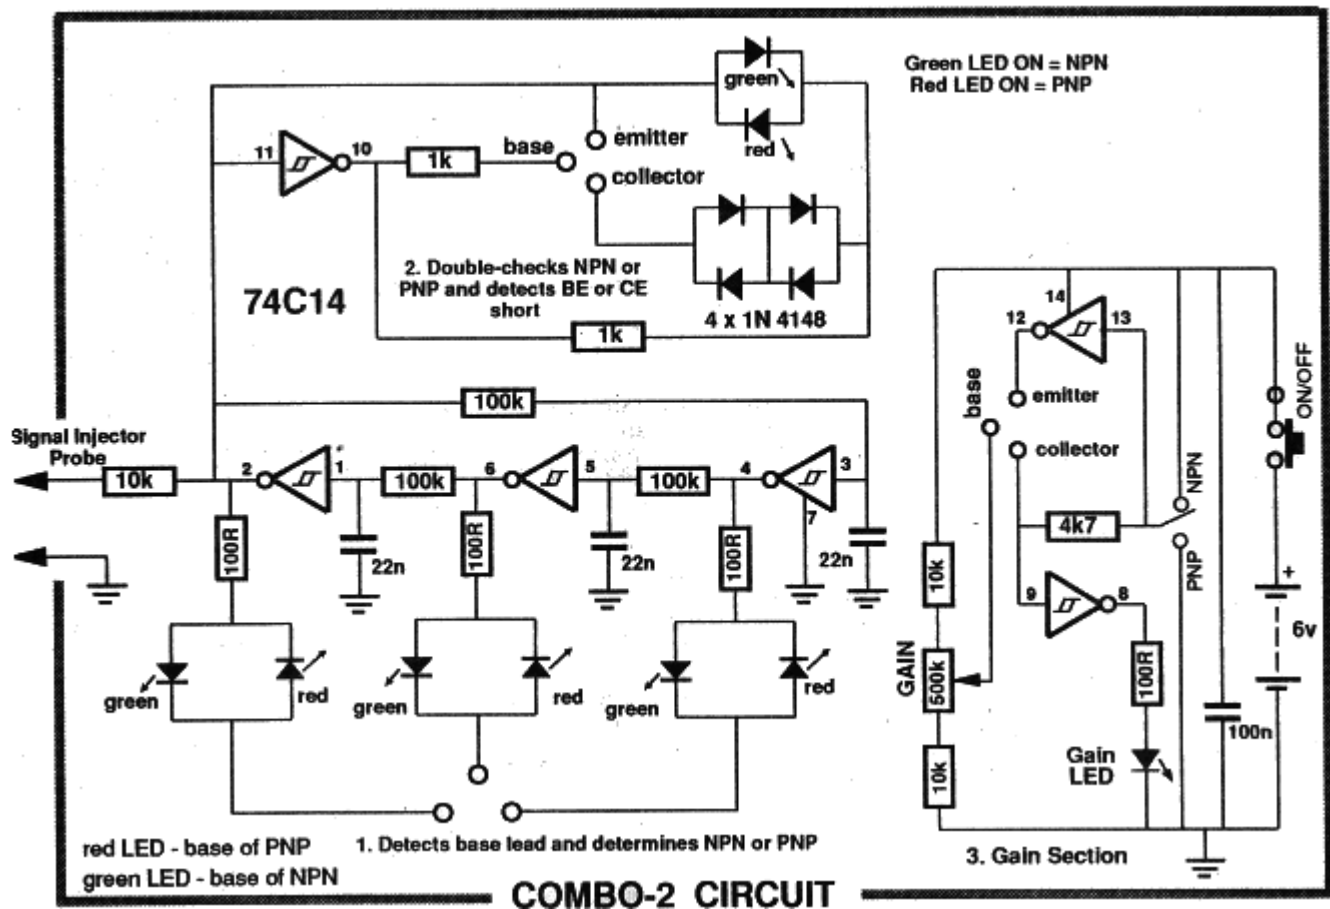 Green LED ON = NPN
Red LED ON = PNP
green
red
emitter
base
collector
11
10
1k
2. Double-checks NPN or
PNP and detects BE or CE
short
74C14
4 x 1N 4148
1k
14
12
13
base
emitter
collector
ON/OFF
100k
Signal Injector
Probe
10k
2
1
100k
6
5
100k
4
3
7
4k7
NPN
PNP
100R
22n
100R
22n
100R
22n
10k
9
8
+
6v
GAIN
500k
100R
100n
green
red
green
red
green
red
Gain
LED
10k
1. Detects base lead and determines NPN or PNP
3. Gain Section
red LED - base of PNP
green LED - base of NPN
COMBO-2 CIRCUIT